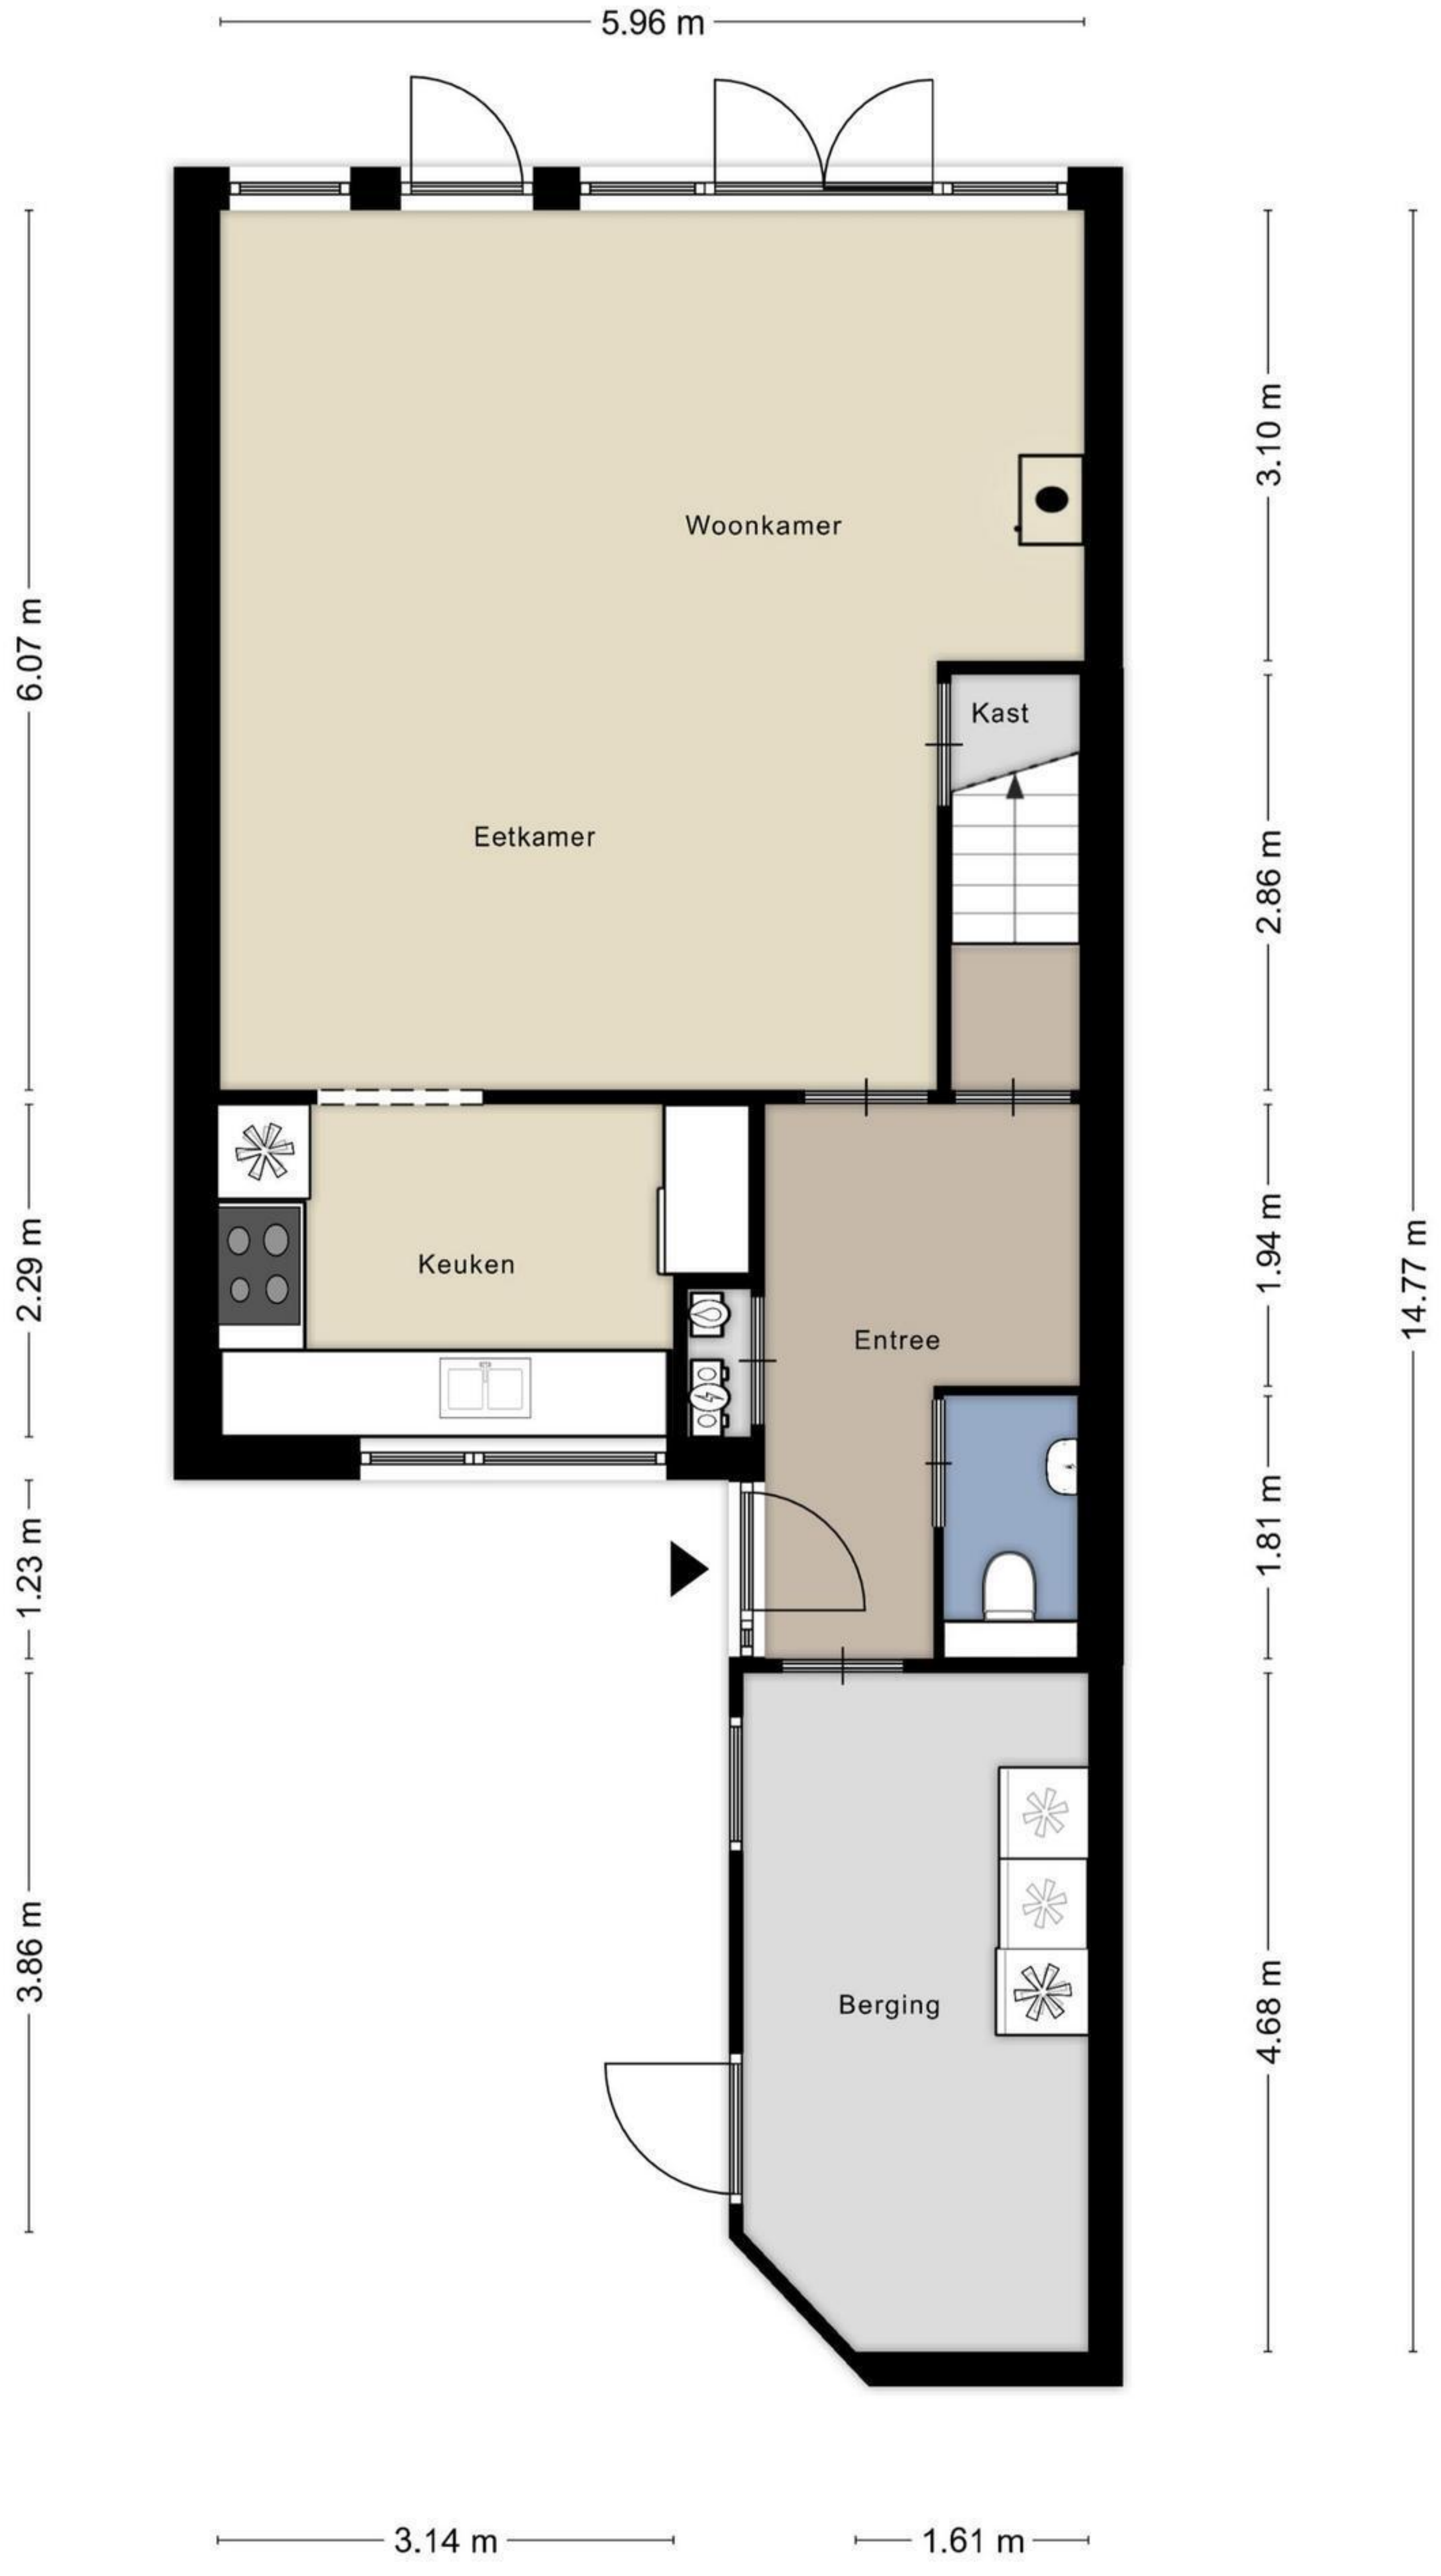 5.96 m
3.10 m
Woonkamer
6.07 m
Kast
Eetkamer
2.86 m
Keuken
2.29 m
1.94 m
14.77 m
Entree
1.23 m
1.81 m
3.86 m
Berging
4.68 m
3.14 m
1.61 m